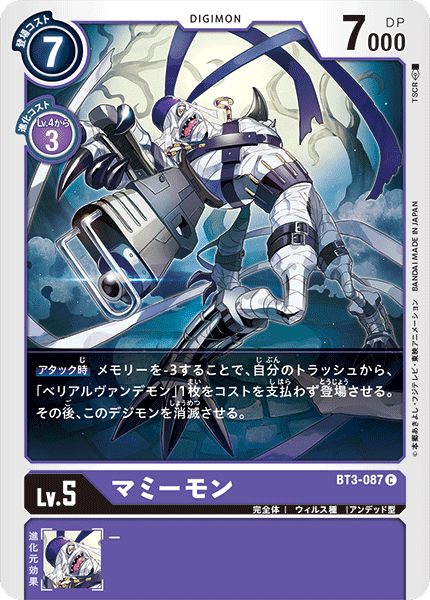 登場コスト
7
DIGIMON
7000
DP
進化コスト
Lv.4から
3
TSCR
BANDAI MADE IN JAPAN
©本郷あきよし・フジテレビ・東映アニメーション
アタック時 メモリーを-3することで、自分のトラッシュから、
「ベリアルヴァンデモン」1枚をコストを支払わず登場させる。
その後、このデジモンを消滅させる。
BT3-087 C
Lv.5
マミーモン
完全体 | ウィルス種 | アンデッド型
進化元効果
ー